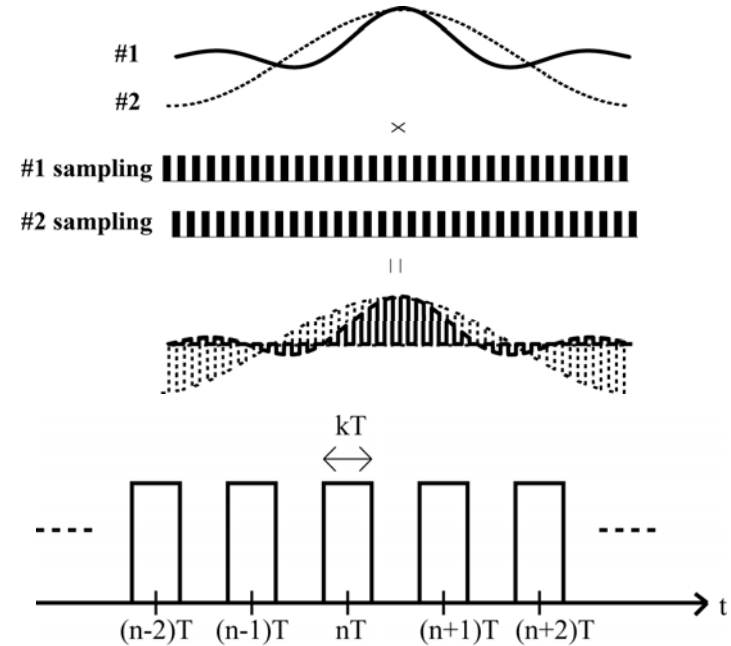 #1
#2
×
#1 sampling
#2 sampling
||
kT
t
(n-2)T (n-1)T nT (n+1)T (n+2)T